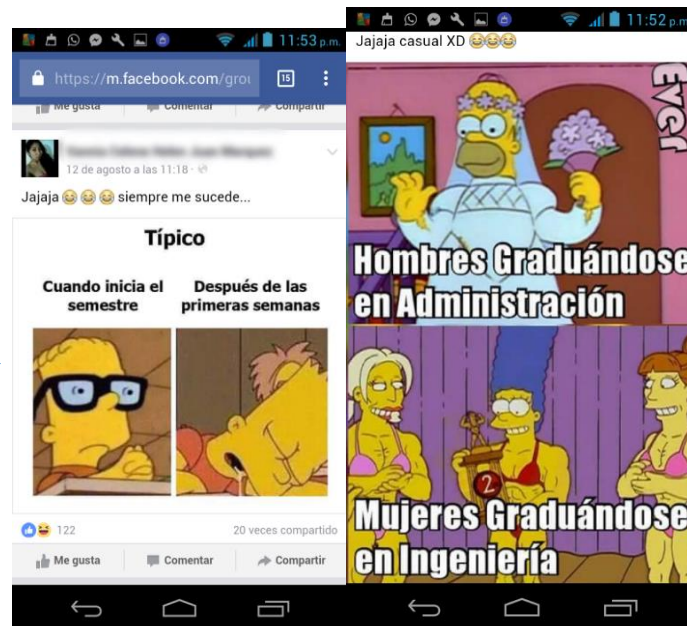 11:53 p.m.
https://m.facebook.com/grou
15
Me gusta
Comentar
Compartir
12 de agosto a las 11:18 ·
Jajaja 😂 😂 😂 siempre me sucede...
Típico
Cuando inicia el
semestre
Después de las
primeras semanas
122
20 veces compartido
Me gusta
Comentar
Compartir
11:52 p.m
Jajaja casual XD 😂😂😂
Hombres Graduándose
en Administración
2
Mujeres Graduándose
en Ingeniería